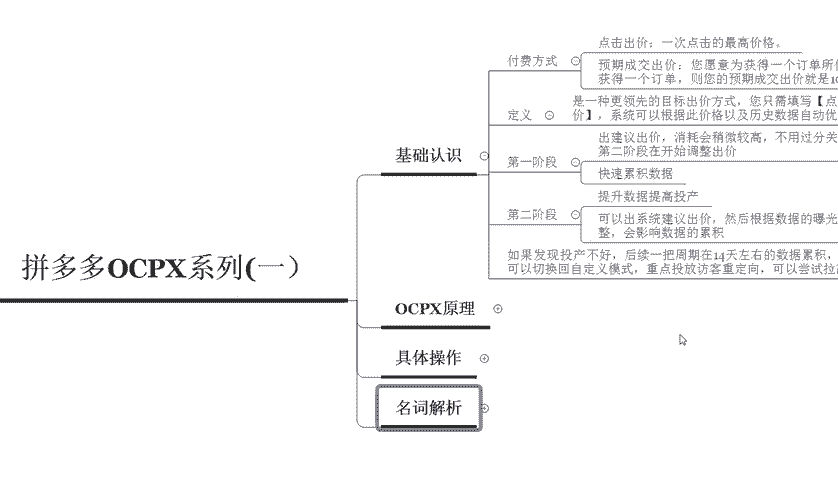 拼多多OCPX系列(一）
基础认识
付费方式
点击出价：一次点击的最高价格。
预期成交出价：您愿意为获得一个订单所
获得一个订单，则您的预期成交出价就是10
定义
是一种更领先的目标出价方式，您只需填写【点
价】，系统可以根据此价格以及历史数据自动优
第一阶段
出建议出价，消耗会稍微较高，不用过分关
第二阶段在开始调整出价
快速累积数据
第二阶段
提升数据提高投产
可以出系统建议出价，然后根据数据的曝光
整，会影响数据的累积
如果发现投产不好，后续一把周期在14天左右的数据累积，
可以切换回自定义模式，重点投放访客重定向，可以尝试拉
OCPX原理
具体操作
名词解析